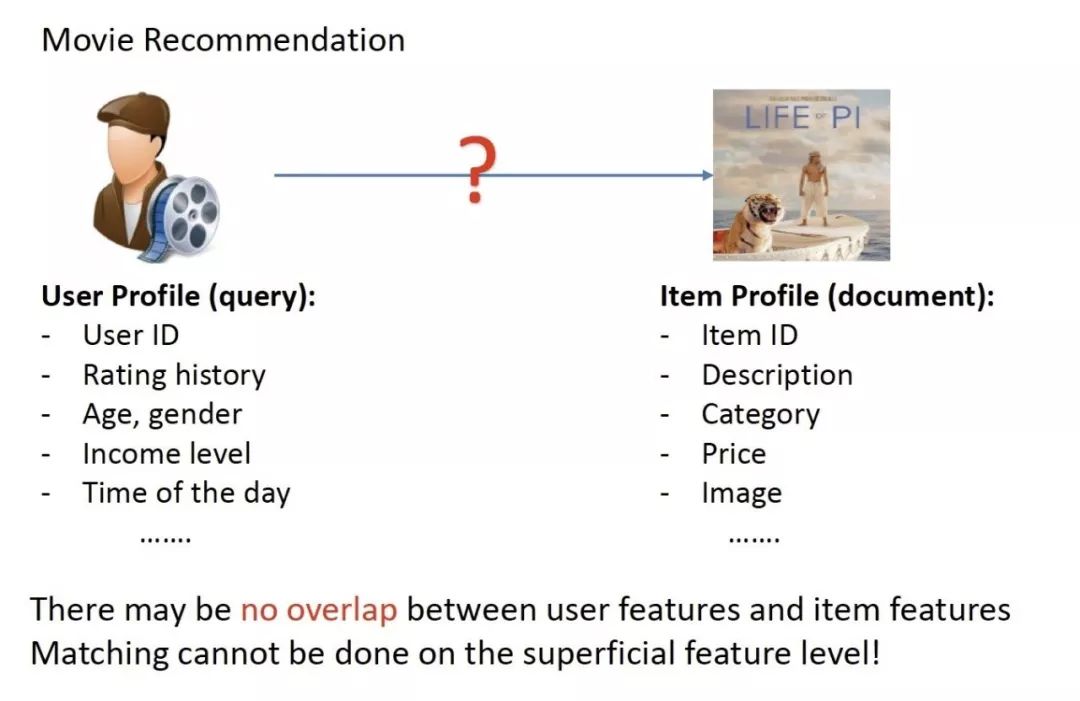 Movie Recommendation
LIFE OF PI
?
User Profile (query):
- User ID
- Rating history
- Age, gender
- Income level
- Time of the day
.......
Item Profile (document):
- Item ID
- Description
- Category
- Price
- Image
.......
There may be no overlap between user features and item features
Matching cannot be done on the superficial feature level!